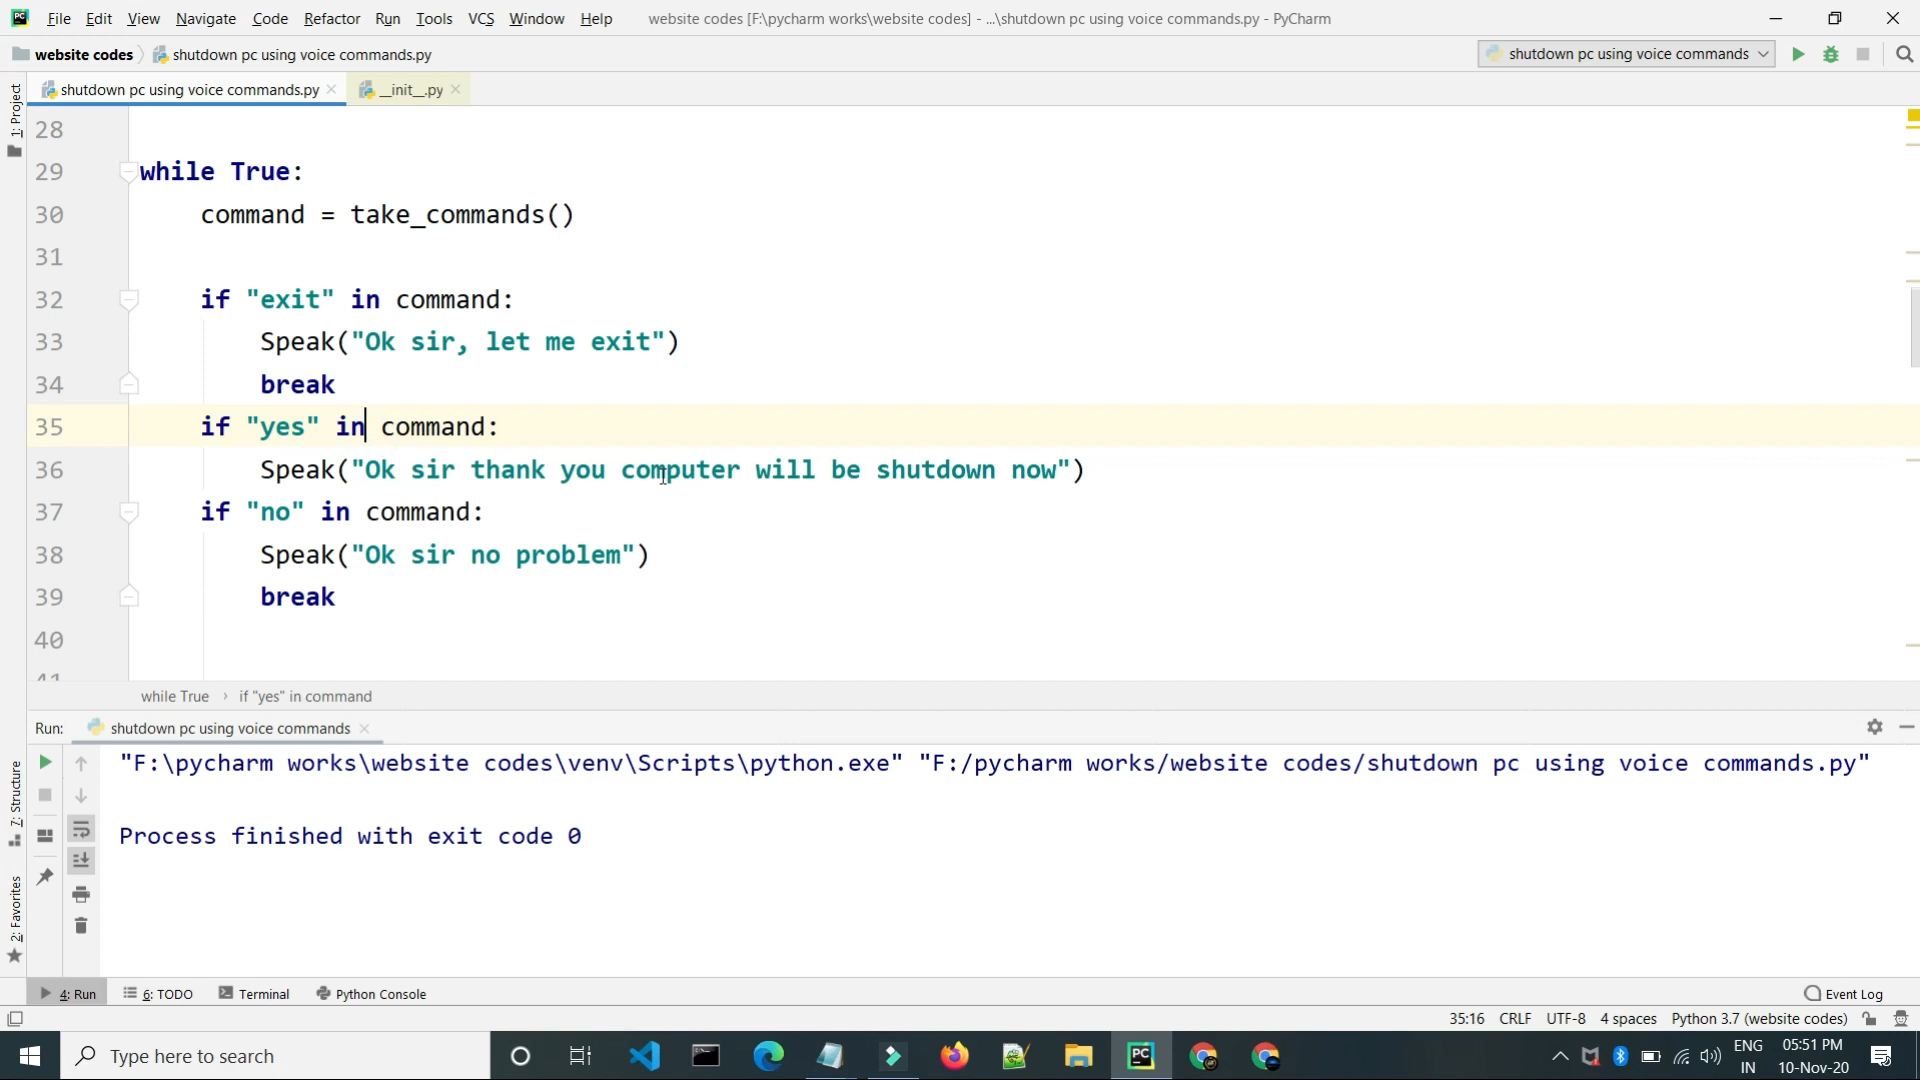 File Edit View Navigate Code Refactor Run Tools VCS Window Help website codes [F:\pycharm works\website codes] - ...\shutdown pc using voice commands.py - PyCharm
website codes shutdown pc using voice commands.py shutdown pc using voice commands
shutdown pc using voice commands.py __init__.py
1: Project
28
29 while True:
30 command = take_commands()
31
32 if "exit" in command:
33 Speak("Ok sir, let me exit")
34 break
35 if "yes" in command:
36 Speak("Ok sir thank you computer will be shutdown now")
37 if "no" in command:
38 Speak("Ok sir no problem")
39 break
40
41
while True › if "yes" in command
Run: shutdown pc using voice commands
"F:\pycharm works\website codes\venv\Scripts\python.exe" "F:/pycharm works/website codes/shutdown pc using voice commands.py"
Process finished with exit code 0
7: Structure
2: Favorites
4: Run 6: TODO Terminal Python Console Event Log
35:16 CRLF UTF-8 4 spaces Python 3.7 (website codes)
Type here to search
ENG
IN
05:51 PM
10-Nov-20